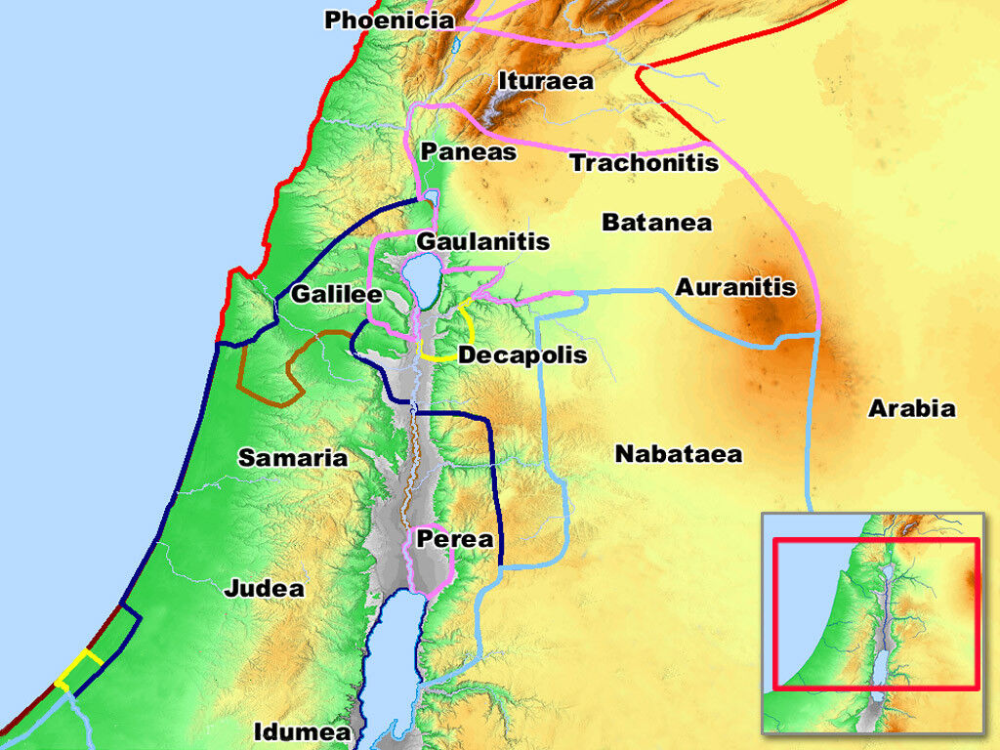 Phoenicia
Ituraea
Paneas
Trachonitis
Batanea
Gaulanitis
Galilee
Auranitis
Decapolis
Arabia
Samaria
Nabataea
Perea
Judea
Idumea